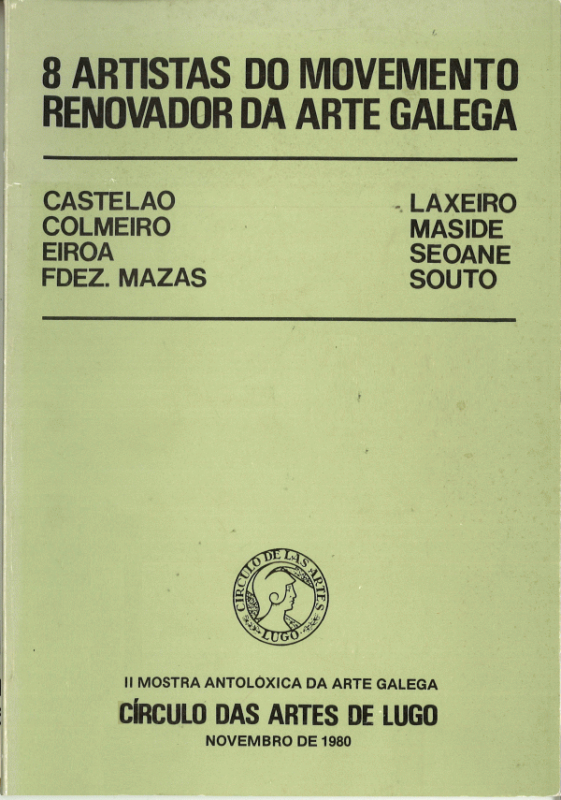 8 ARTISTAS DO MOVEMENTO
RENOVADOR DA ARTE GALEGA
CASTELAO
COLMEIRO
EIROA
FDEZ. MAZAS
LAXEIRO
MASIDE
SEOANE
SOUTO
CIRCULO DE LAS ARTES
LUGO
II MOSTRA ANTOLÓXICA DA ARTE GALEGA
CÍRCULO DAS ARTES DE LUGO
NOVEMBRO DE 1980